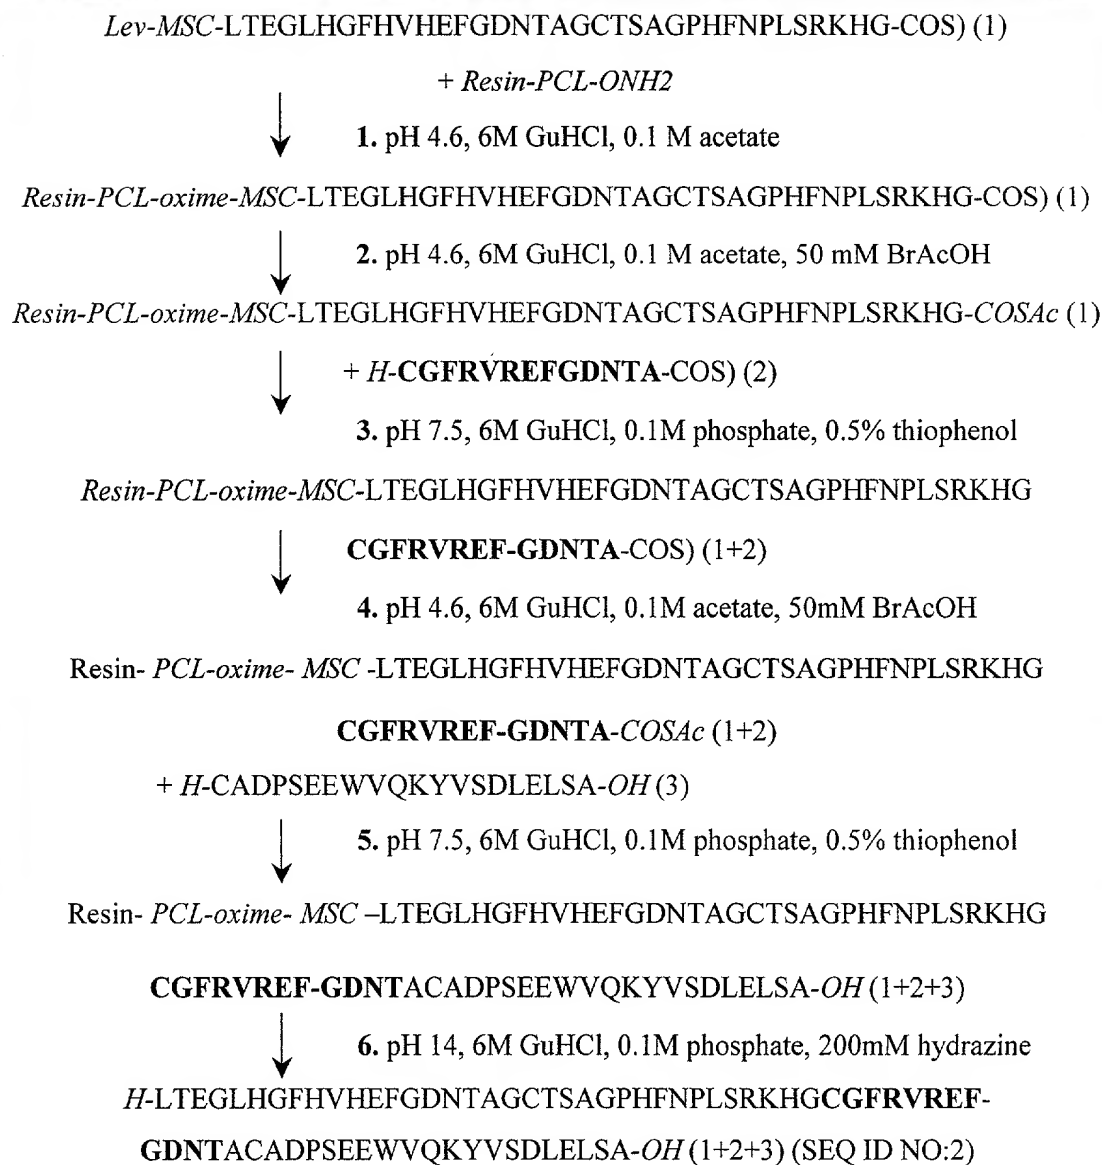 Lev-MSC-LTEGLHGFHVHEFGDNTAGCTSAGPHFNPLSRKHG-COS) (1)
+ Resin-PCL-ONH2
1. pH 4.6, 6M GuHCl, 0.1 M acetate
Resin-PCL-oxime-MSC-LTEGLHGFHVHEFGDNTAGCTSAGPHFNPLSRKHG-COS) (1)
2. pH 4.6, 6M GuHCl, 0.1 M acetate, 50 mM BrAcOH
Resin-PCL-oxime-MSC-LTEGLHGFHVHEFGDNTAGCTSAGPHFNPLSRKHG-COSAc (1)
+ H-CGFRVREFGDNTA-COS) (2)
3. pH 7.5, 6M GuHCl, 0.1M phosphate, 0.5% thiophenol
Resin-PCL-oxime-MSC-LTEGLHGFHVHEFGDNTAGCTSAGPHFNPLSRKHG
CGFRVREF-GDNTA-COS) (1+2)
4. pH 4.6, 6M GuHCl, 0.1M acetate, 50mM BrAcOH
Resin- PCL-oxime- MSC -LTEGLHGFHVHEFGDNTAGCTSAGPHFNPLSRKHG
CGFRVREF-GDNTA-COSAc (1+2)
+ H-CADPSEEWVQKYVSDLELSA-OH (3)
5. pH 7.5, 6M GuHCl, 0.1M phosphate, 0.5% thiophenol
Resin- PCL-oxime- MSC –LTEGLHGFHVHEFGDNTAGCTSAGPHFNPLSRKHG
CGFRVREF-GDNTACADPSEEWVQKYVSDLELSA-OH (1+2+3)
6. pH 14, 6M GuHCl, 0.1M phosphate, 200mM hydrazine
H-LTEGLHGFHVHEFGDNTAGCTSAGPHFNPLSRKHGCGFRVREF-
GDNTACADPSEEWVQKYVSDLELSA-OH (1+2+3) (SEQ ID NO:2)